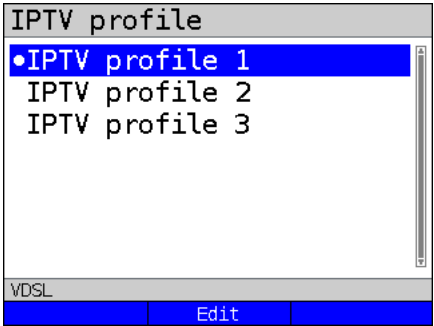 IPTV profile
●IPTV profile 1
IPTV profile 2
IPTV profile 3
VDSL
Edit